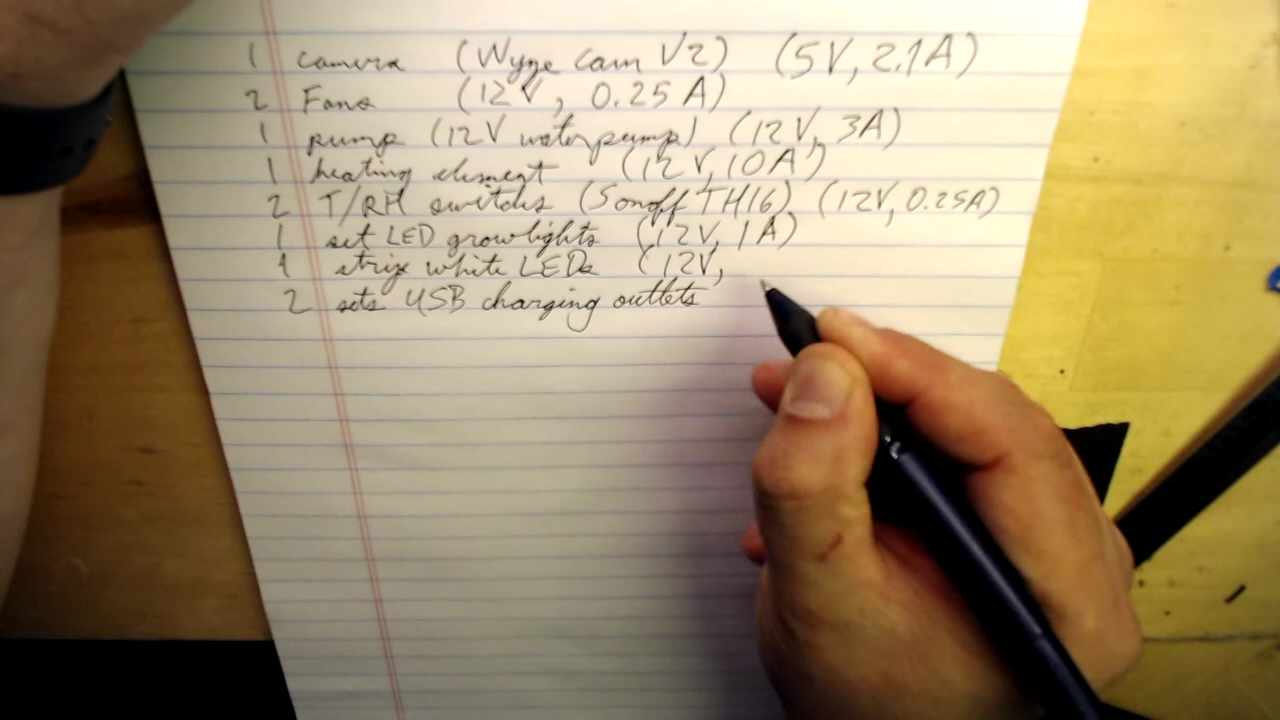 1 camera (Wyze cam V2) (5V, 2.1A)
2 Fans (12V, 0.25A)
1 pump (12V water pump) (12V, 3A)
1 heating element (12V, 10A)
2 T/RH switches (Sonoff TH16) (12V, 0.25A)
1 set LED growlights (12V, 1A)
1 strip white LEDs (12V,
2 sets USB charging outlets